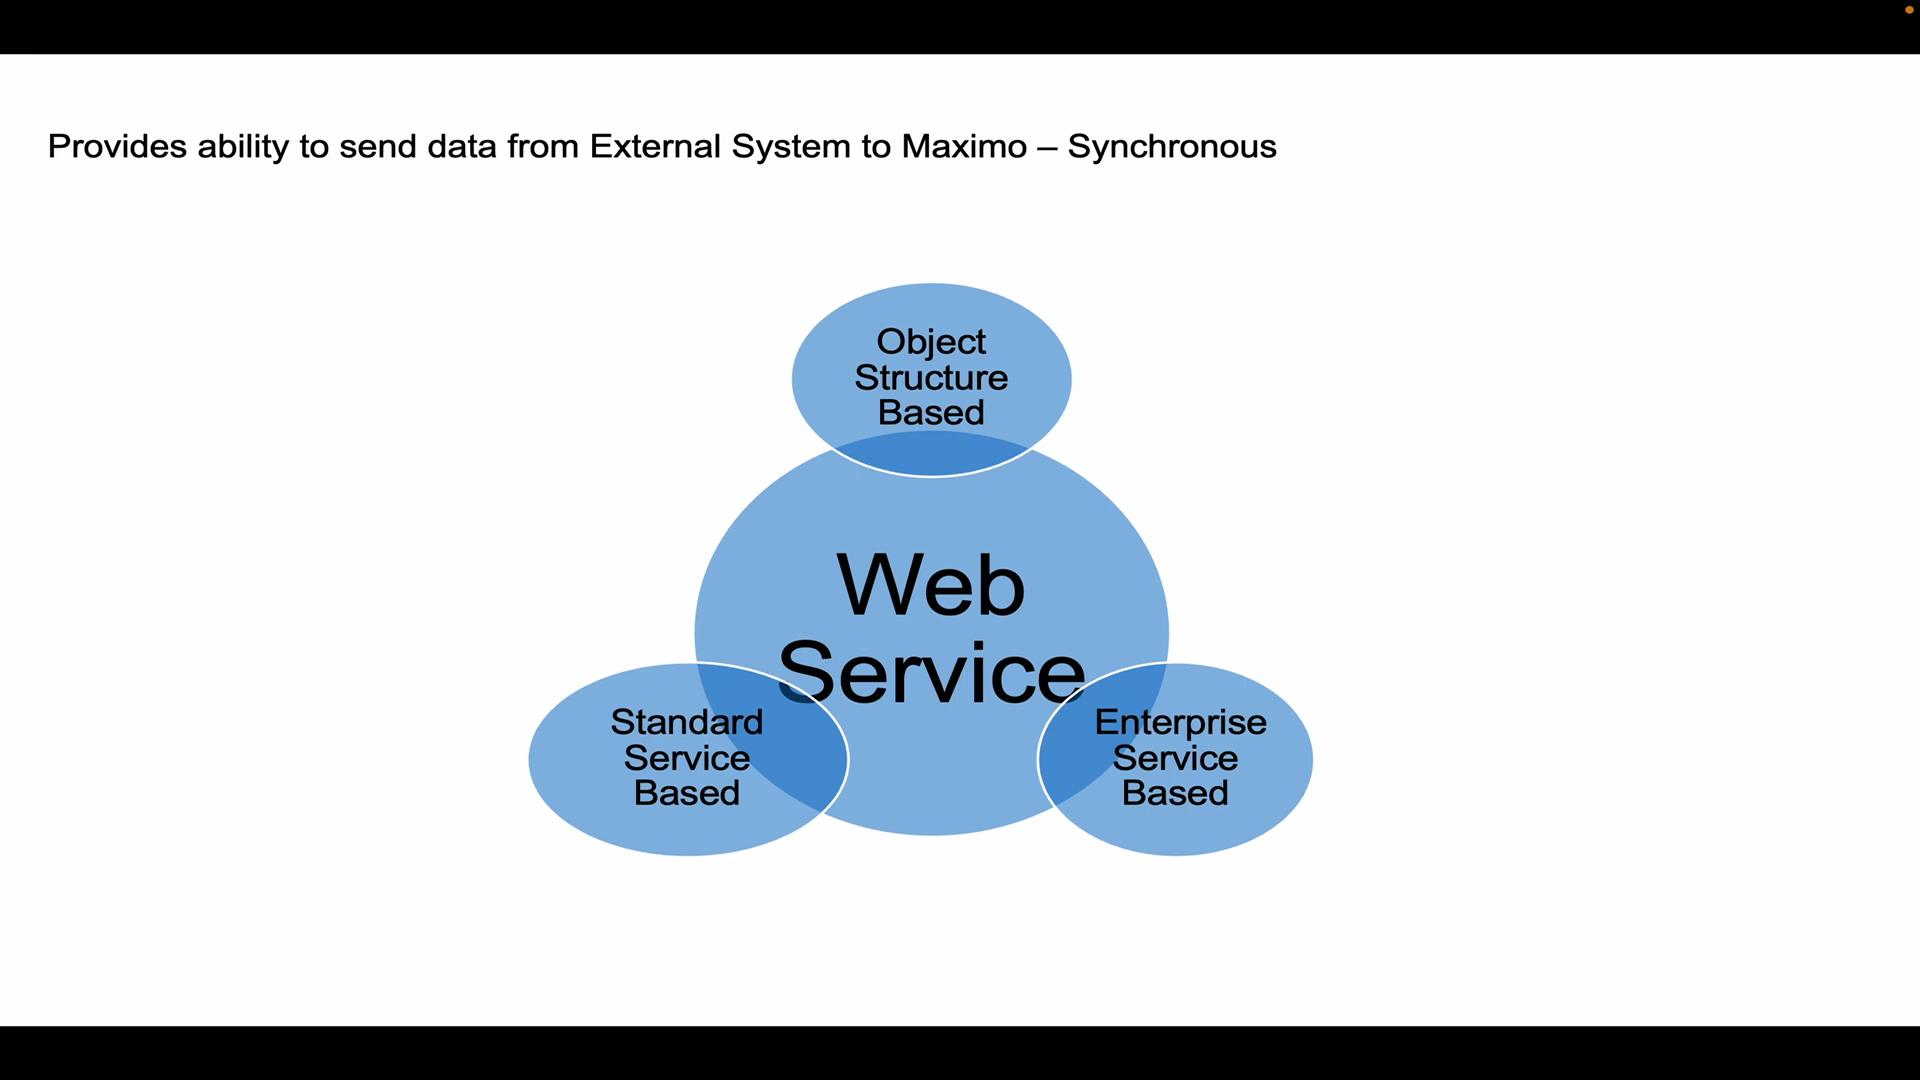 Provides ability to send data from External System to Maximo – Synchronous
Object
Structure
Based
Web
Service
Standard
Service
Based
Enterprise
Service
Based